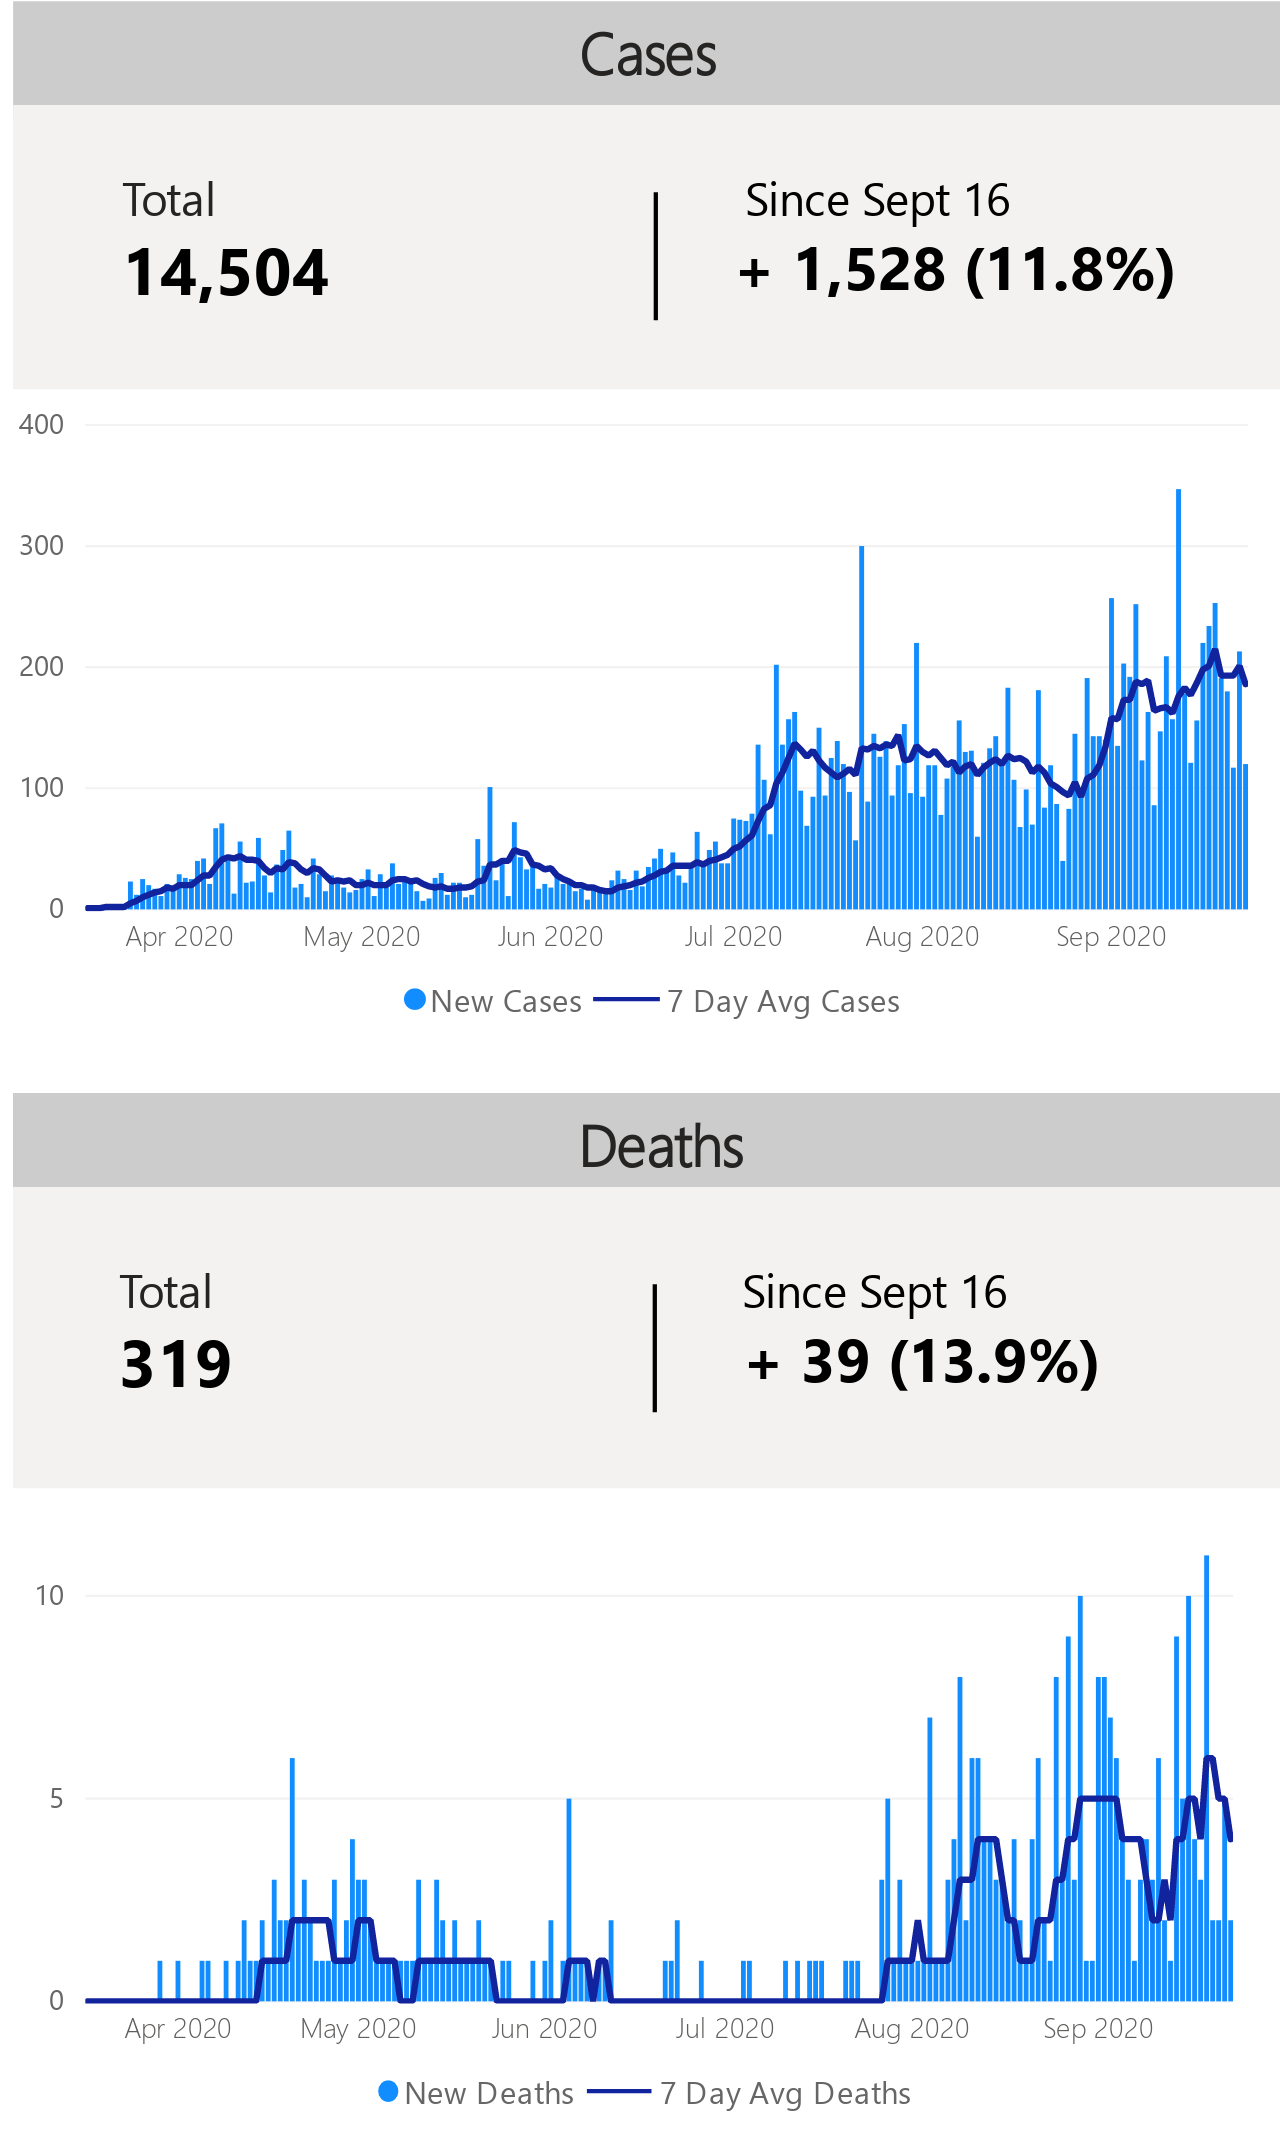 Cases
Total
Since Sept 16
14,504
+ 1,528 (11.8%)
400
300
200
100
0
Apr 2020 May 2020 Jun 2020 Jul 2020 Aug 2020 Sep 2020
New Cases 7 Day Avg Cases
Deaths
Total
Since Sept 16
319
+ 39 (13.9%)
10
5
0
Apr 2020 May 2020 Jun 2020 Jul 2020 Aug 2020 Sep 2020
New Deaths 7 Day Avg Deaths